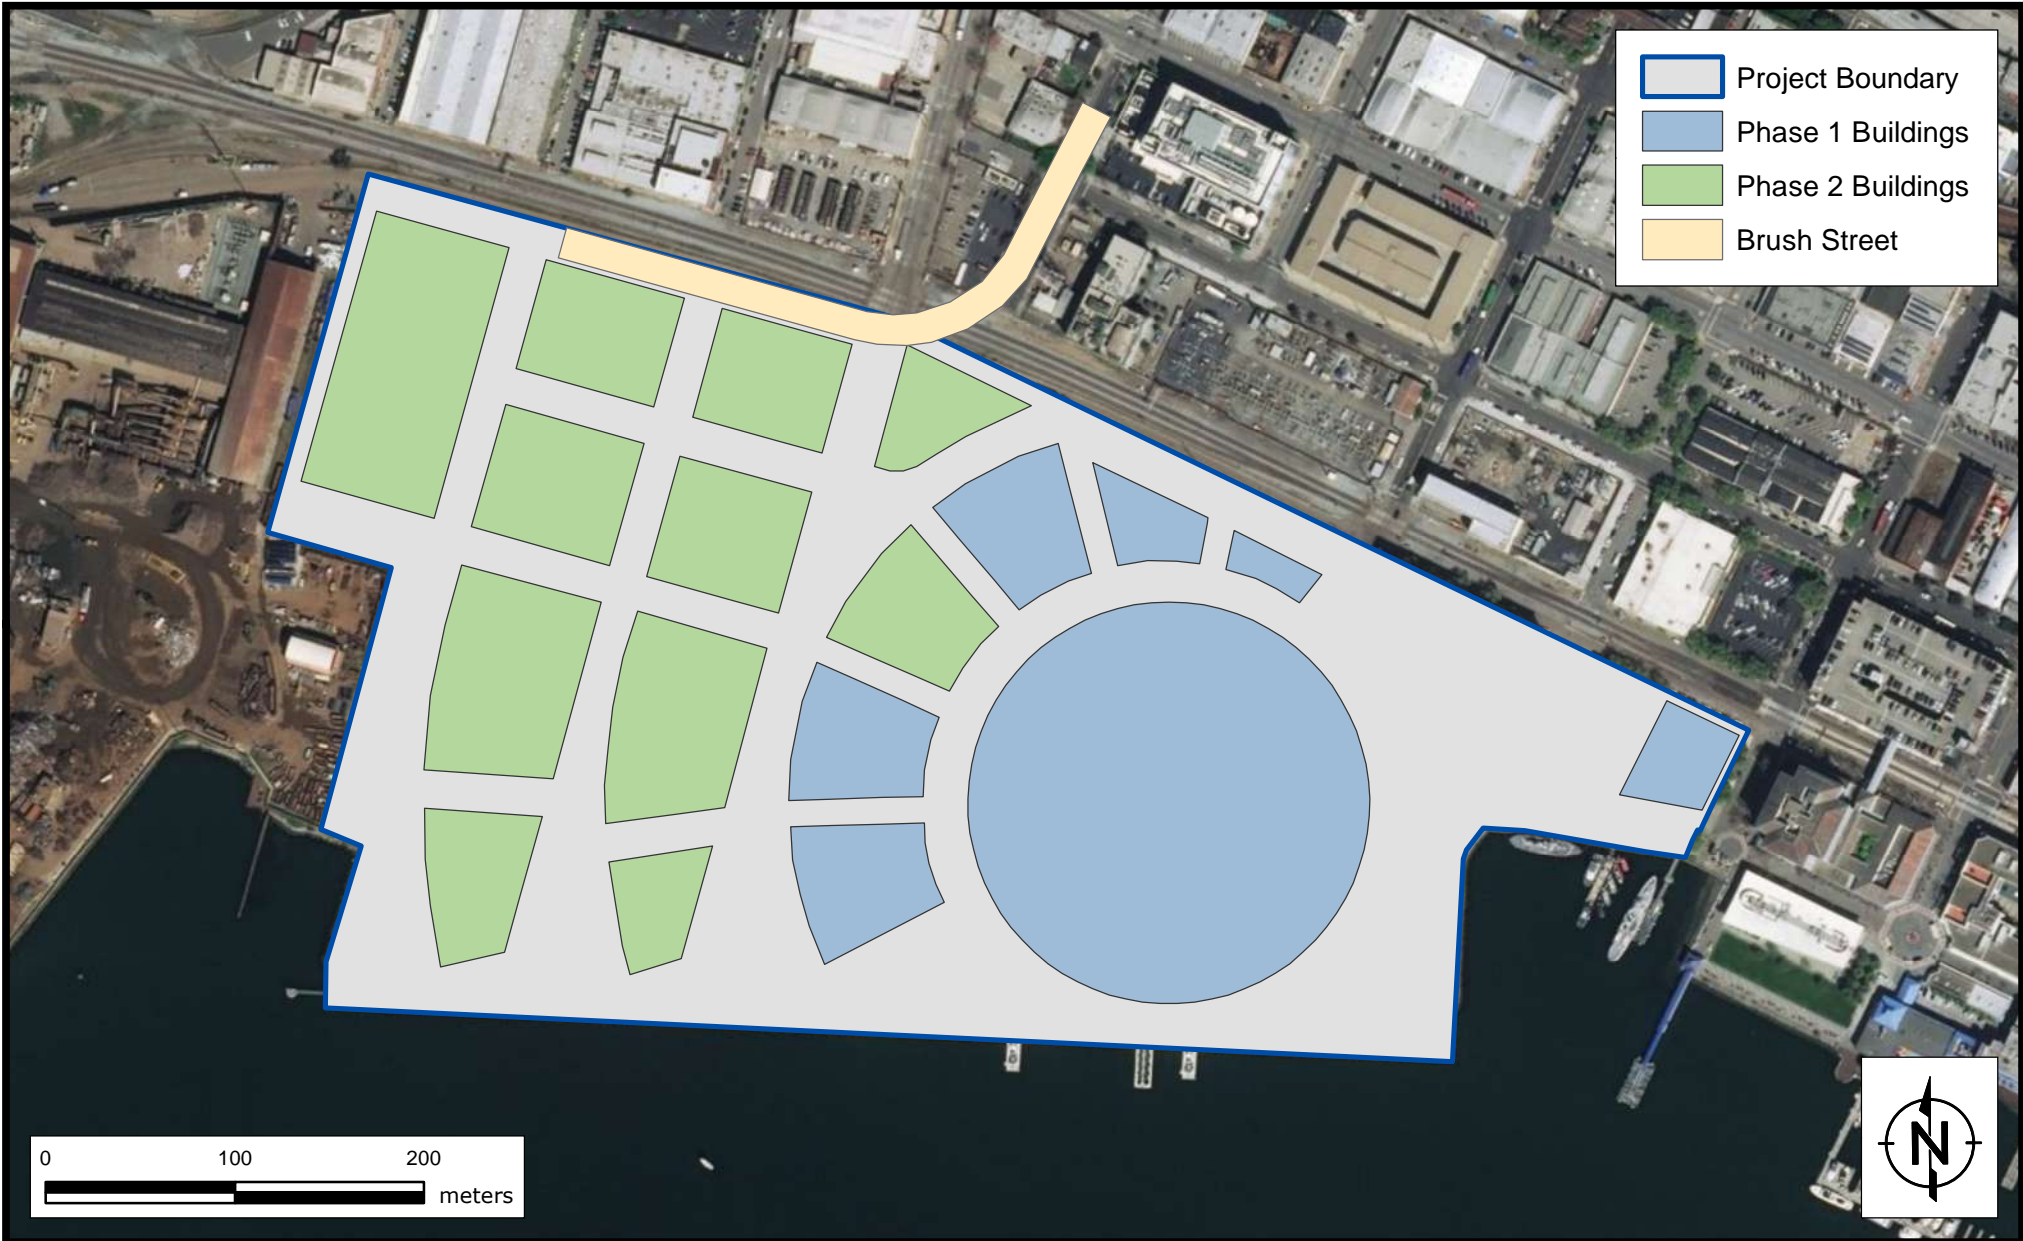 Project Boundary
Phase 1 Buildings
Phase 2 Buildings
Brush Street
0 100 200
meters
N